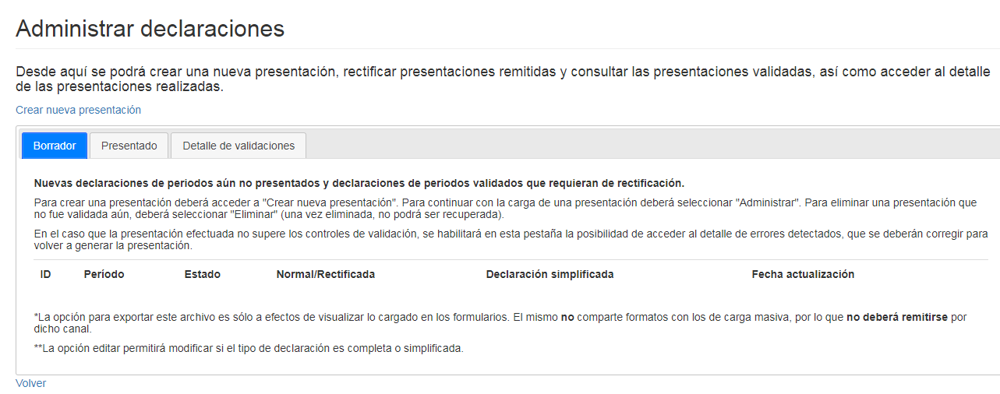 Administrar declaraciones
Desde aquí se podrá crear una nueva presentación, rectificar presentaciones remitidas y consultar las presentaciones validadas, así como acceder al detalle
de las presentaciones realizadas.
Crear nueva presentación
Borrador Presentado Detalle de validaciones
Nuevas declaraciones de periodos aún no presentados y declaraciones de periodos validados que requieran de rectificación.
Para crear una presentación deberá acceder a "Crear nueva presentación". Para continuar con la carga de una presentación deberá seleccionar "Administrar". Para eliminar una presentación que
no fue validada aún, deberá seleccionar "Eliminar" (una vez eliminada, no podrá ser recuperada).
En el caso que la presentación efectuada no supere los controles de validación, se habilitará en esta pestaña la posibilidad de acceder al detalle de errores detectados, que se deberán corregir para
volver a generar la presentación.
ID Período Estado Normal/Rectificada Declaración simplificada Fecha actualización
*La opción para exportar este archivo es sólo a efectos de visualizar lo cargado en los formularios. El mismo no comparte formatos con los de carga masiva, por lo que no deberá remitirse por
dicho canal.
**La opción editar permitirá modificar si el tipo de declaración es completa o simplificada.
Volver